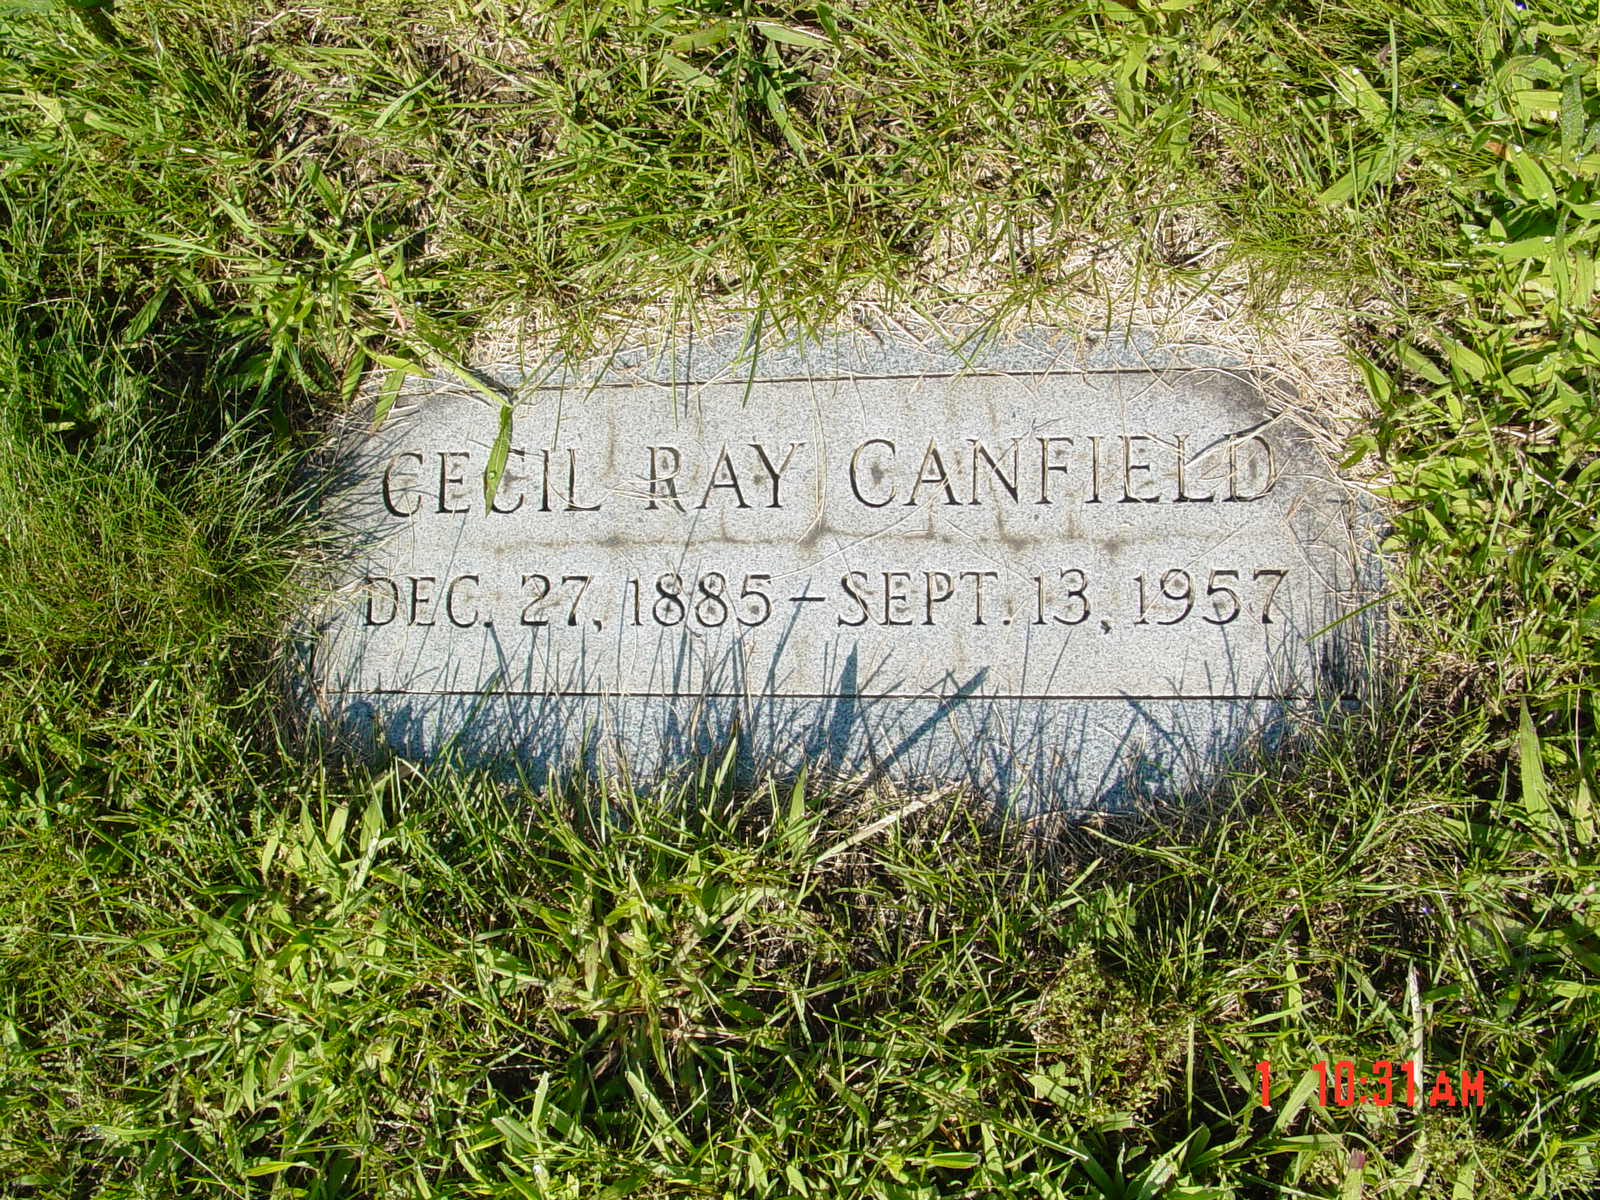 CECIL RAY CANFIELD
DEC. 27, 1885 – SEPT. 13, 1957
1 10:31 AM